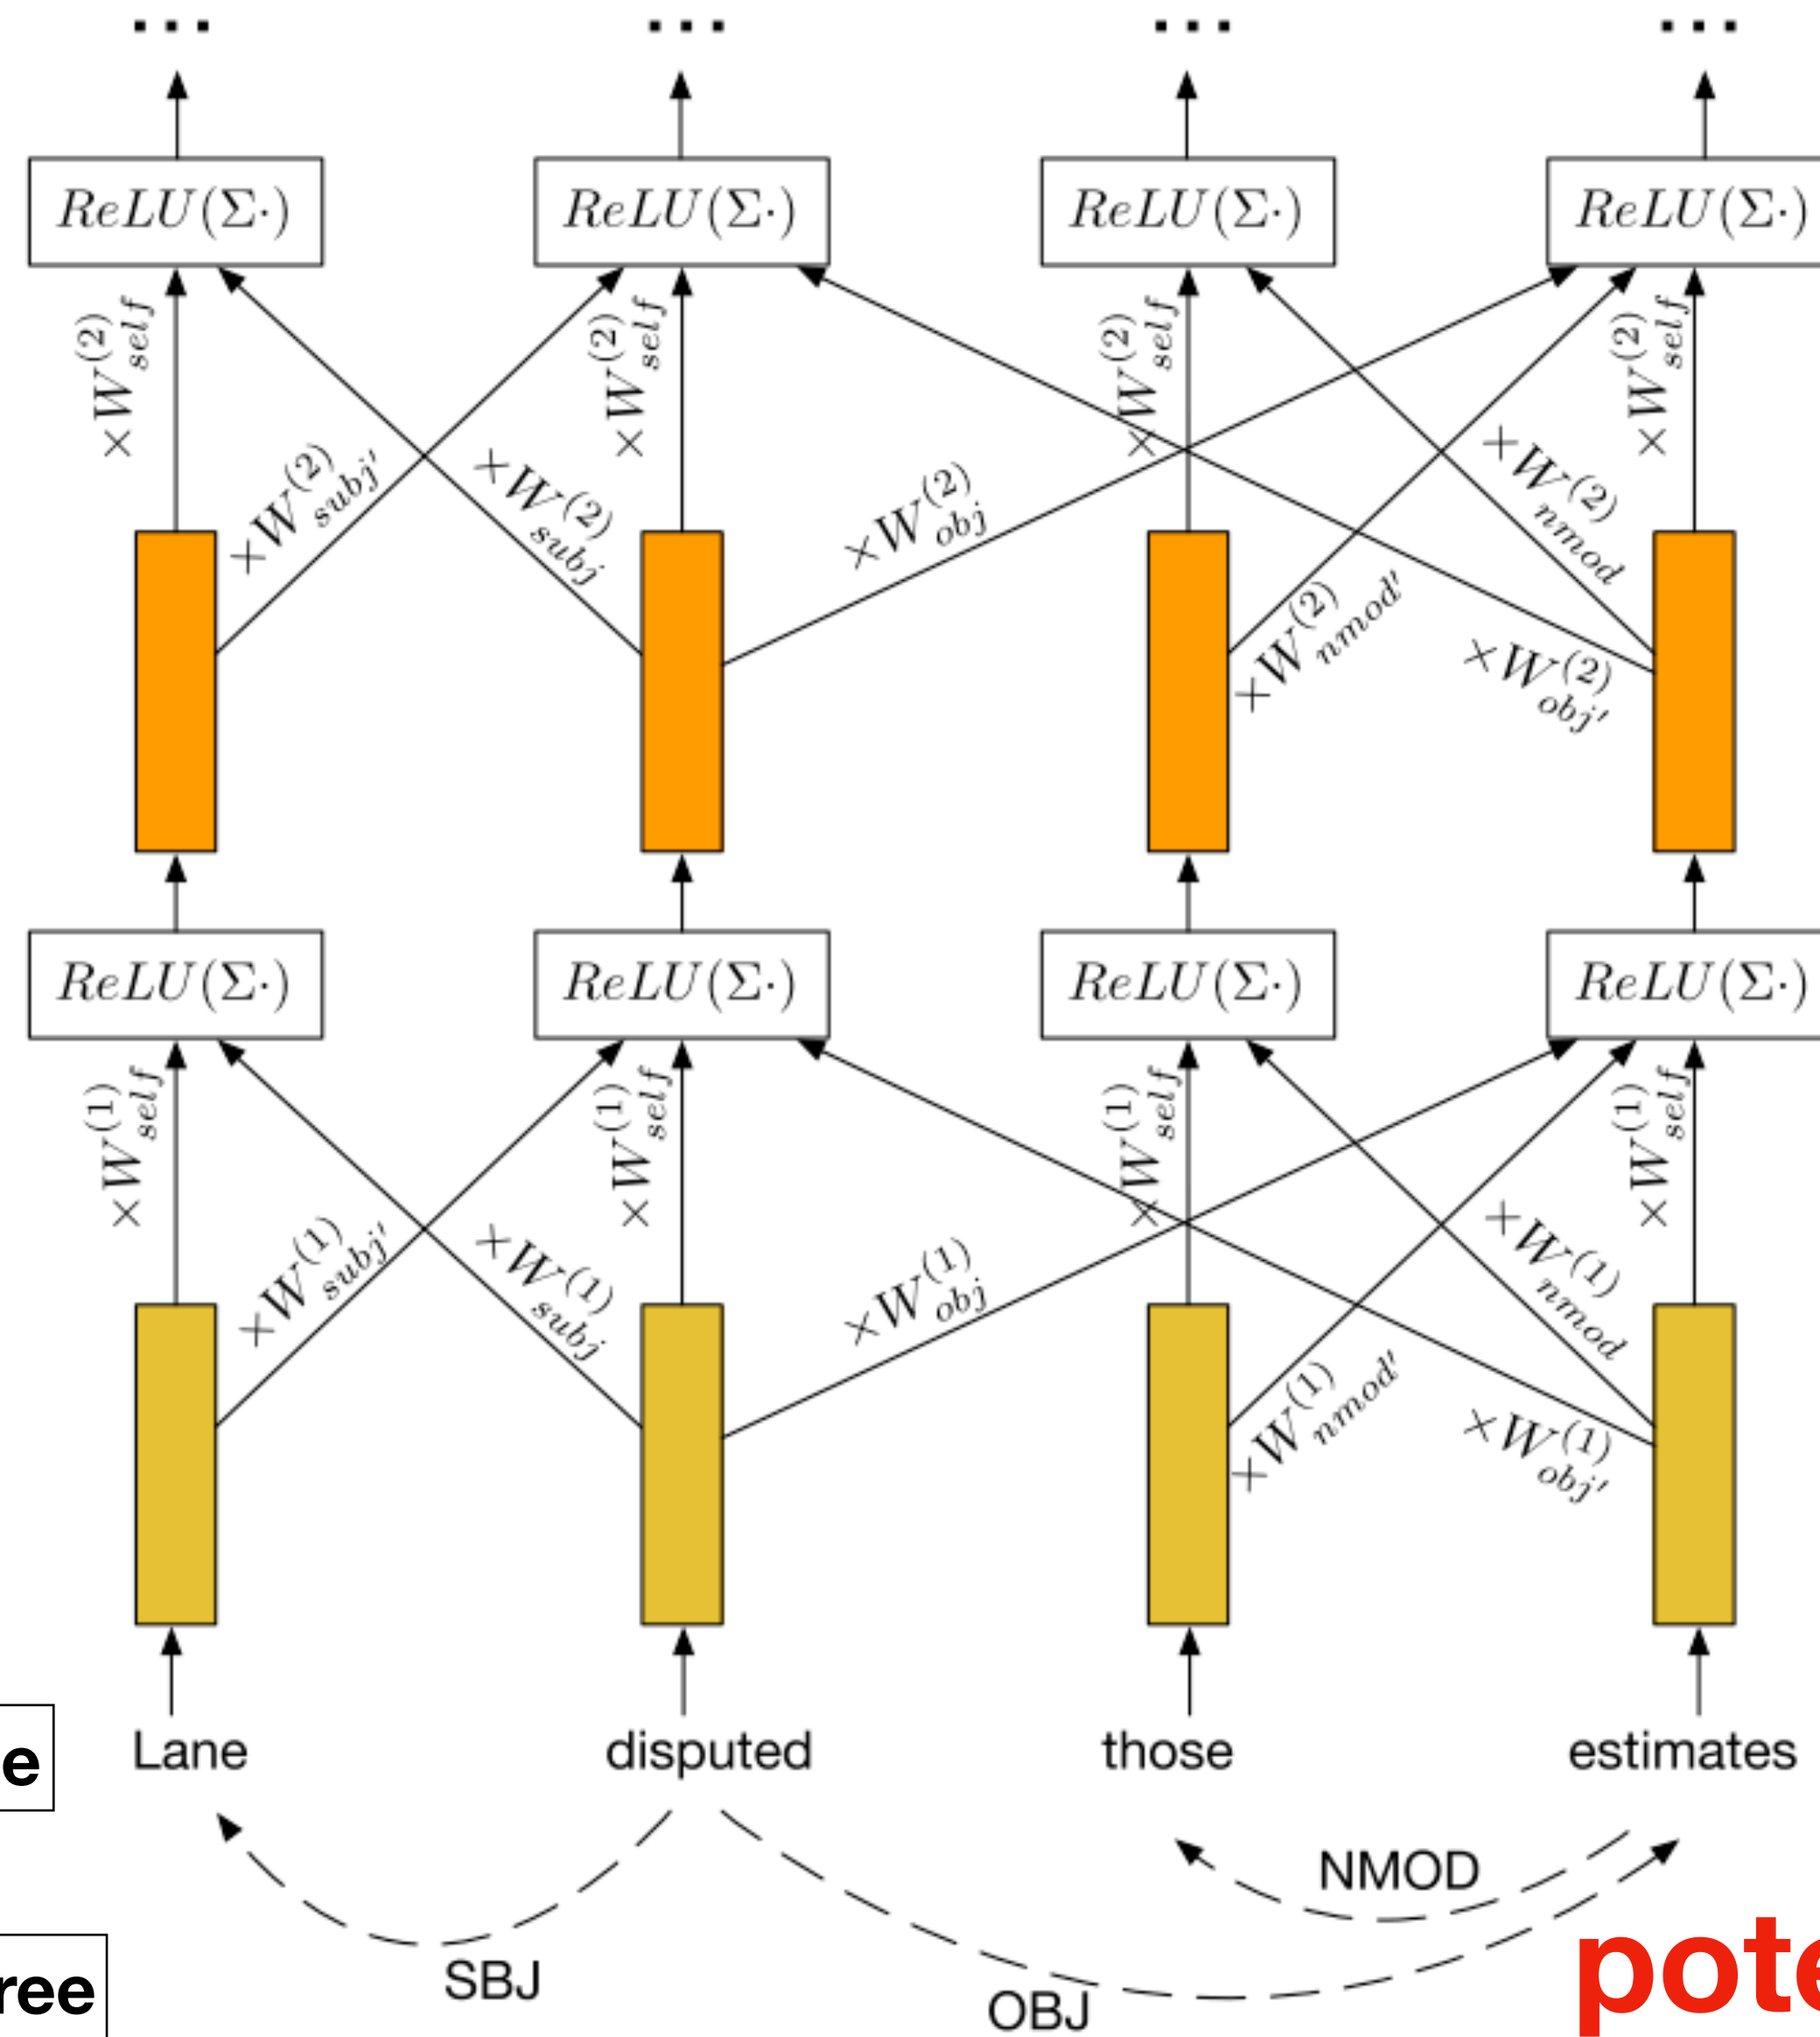 ... ... ... ...
ReLU(Σ·) ReLU(Σ·) ReLU(Σ·) ReLU(Σ·)
×W^{(2)}_{self} ×W^{(2)}_{self} ×W^{(2)}_{self} ×W^{(2)}_{self}
×W^{(2)}_{subj'} ×W^{(2)}_{subj} ×W^{(2)}_{obj} ×W^{(2)}_{nmod}
×W^{(2)}_{nmod'} ×W^{(2)}_{obj'}
ReLU(Σ·) ReLU(Σ·) ReLU(Σ·) ReLU(Σ·)
×W^{(1)}_{self} ×W^{(1)}_{self} ×W^{(1)}_{self} ×W^{(1)}_{self}
×W^{(1)}_{subj'} ×W^{(1)}_{subj} ×W^{(1)}_{obj} ×W^{(1)}_{nmod}
×W^{(1)}_{nmod'} ×W^{(1)}_{obj'}
e Lane disputed those estimates
NMOD
ree SBJ OBJ pote